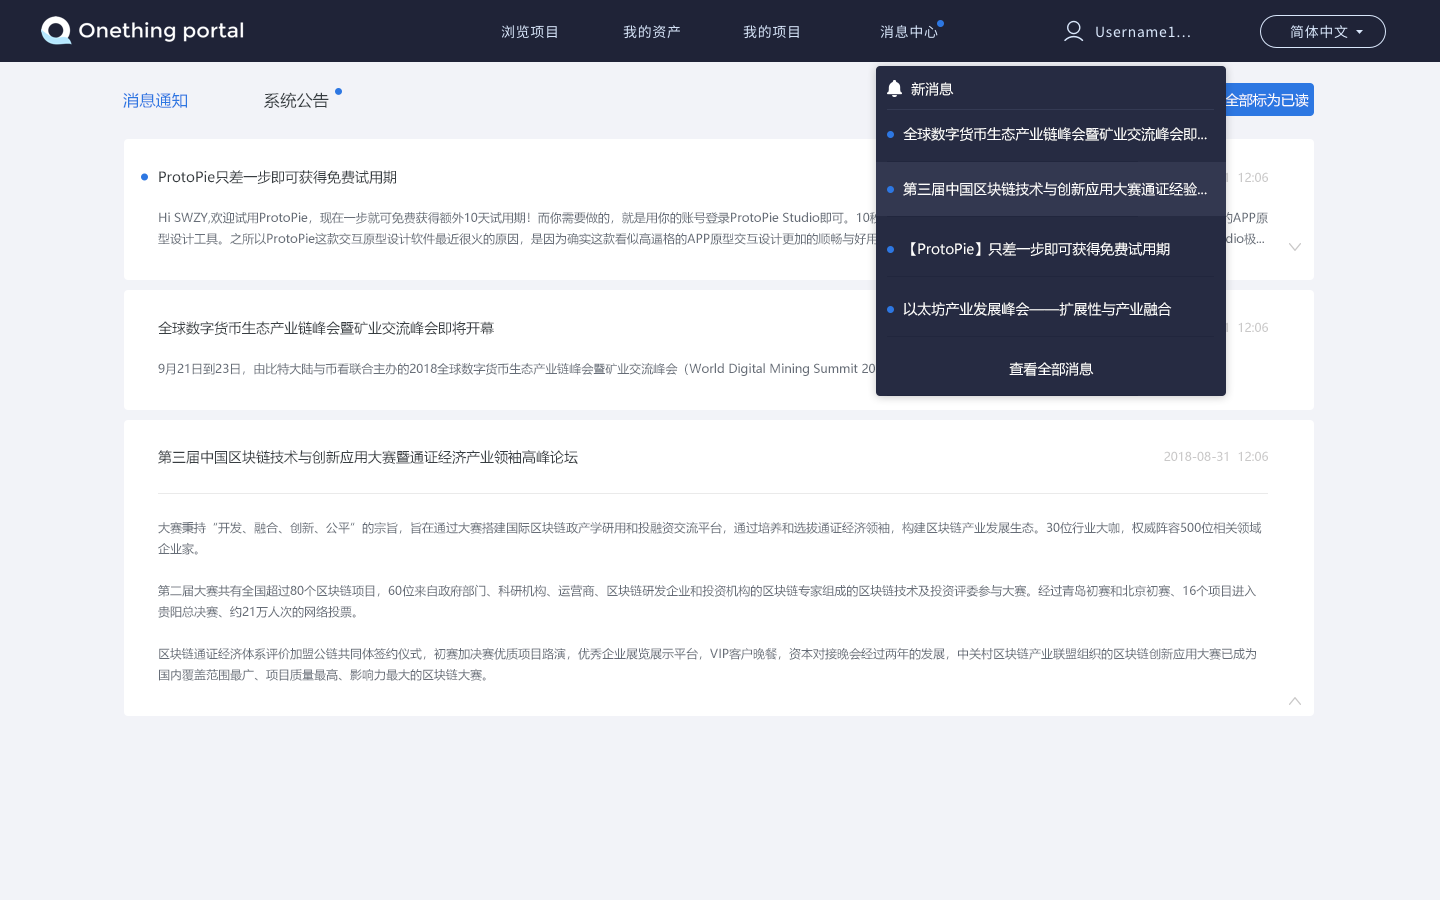 Onething portal
浏览项目
我的资产
我的项目
消息中心
Username1...
简体中文
消息通知
系统公告
新消息
全部标为已读
全球数字货币生态产业链峰会暨矿业交流峰会即...
ProtoPie只差一步即可获得免费试用期
12:06
第三届中国区块链技术与创新应用大赛通证经验...
Hi SWZY,欢迎试用ProtoPie，现在一步就可免费获得额外10天试用期！而你需要做的，就是用你的账号登录ProtoPie Studio即可。10
的APP原
型设计工具。之所以ProtoPie这款交互原型设计软件最近很火的原因，是因为确实这款看似高逼格的APP原型交互设计更加的顺畅与好用
dio极...
【ProtoPie】只差一步即可获得免费试用期
以太坊产业发展峰会——扩展性与产业融合
全球数字货币生态产业链峰会暨矿业交流峰会即将开幕
12:06
9月21日到23日，由比特大陆与币看联合主办的2018全球数字货币生态产业链峰会暨矿业交流峰会（World Digital Mining Summit 20
查看全部消息
第三届中国区块链技术与创新应用大赛暨通证经济产业领袖高峰论坛
2018-08-31 12:06
大赛秉持“开发、融合、创新、公平”的宗旨，旨在通过大赛搭建国际区块链政产学研用和投融资交流平台，通过培养和选拔通证经济领袖，构建区块链产业发展生态。30位行业大咖，权威阵容500位相关领域
企业家。
第二届大赛共有全国超过80个区块链项目，60位来自政府部门、科研机构、运营商、区块链研发企业和投资机构的区块链专家组成的区块链技术及投资评委参与大赛。经过青岛初赛和北京初赛、16个项目进入
贵阳总决赛、约21万人次的网络投票。
区块链通证经济体系评价加盟公链共同体签约仪式，初赛加决赛优质项目路演，优秀企业展览展示平台，VIP客户晚餐，资本对接晚会经过两年的发展，中关村区块链产业联盟组织的区块链创新应用大赛已成为
国内覆盖范围最广、项目质量最高、影响力最大的区块链大赛。